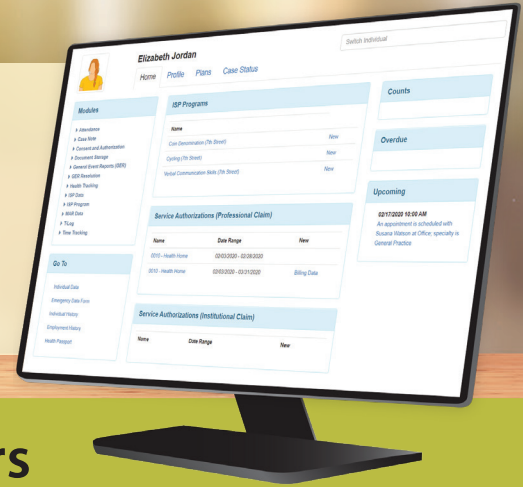 Elizabeth Jordan
Switch Individual
Home Profile Plans Case Status
Modules
Attendance
Case Note
Consent and Authorization
Document Storage
General Event Reports (GER)
GER Resolution
Health Tracking
ISP Data
ISP Program
MAR Data
T-Log
Time Tracking
Go To
Individual Data
Emergency Data Form
Individual History
Employment History
Health Passport
ISP Programs
Name
Coin Denomination (7th Street) New
Cycling (7th Street) New
Verbal Communication Skills (7th Street) New
Service Authorizations (Professional Claim)
Name Date Range New
0010 - Health Home 02/03/2020 - 02/28/2020
0010 - Health Home 02/03/2020 - 03/31/2020 Billing Data
Service Authorizations (Institutional Claim)
Name Date Range New
Counts
Overdue
Upcoming
02/17/2020 10:00 AM
An appointment is scheduled with
Susana Watson at Office; specialty is
General Practice
rs